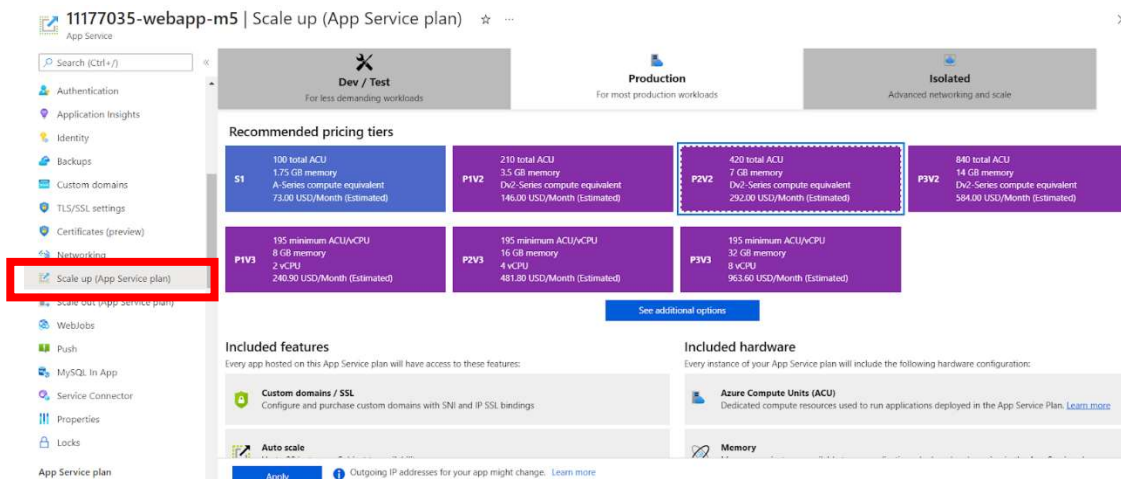 11177035-webapp-m5 | Scale up (App Service plan)
App Service
Search (Ctrl+/)
Authentication
Application Insights
Identity
Backups
Custom domains
TLS/SSL settings
Certificates (preview)
Networking
Scale up (App Service plan)
Scale out (App Service plan)
WebJobs
Push
MySQL In App
Service Connector
Properties
Locks
App Service plan
Dev / Test
For less demanding workloads
Production
For most production workloads
Isolated
Advanced networking and scale
Recommended pricing tiers
S1
100 total ACU
1.75 GB memory
A-Series compute equivalent
73.00 USD/Month (Estimated)
P1V2
210 total ACU
3.5 GB memory
Dv2-Series compute equivalent
146.00 USD/Month (Estimated)
P2V2
420 total ACU
7 GB memory
Dv2-Series compute equivalent
292.00 USD/Month (Estimated)
P3V2
840 total ACU
14 GB memory
Dv2-Series compute equivalent
584.00 USD/Month (Estimated)
P1V3
195 minimum ACU/vCPU
8 GB memory
2 vCPU
240.90 USD/Month (Estimated)
P2V3
195 minimum ACU/vCPU
16 GB memory
4 vCPU
481.80 USD/Month (Estimated)
P3V3
195 minimum ACU/vCPU
32 GB memory
8 vCPU
963.60 USD/Month (Estimated)
See additional options
Included features
Every app hosted on this App Service plan will have access to these features:
Custom domains / SSL
Configure and purchase custom domains with SNI and IP SSL bindings
Auto scale
Included hardware
Every instance of your App Service plan will include the following hardware configuration:
Azure Compute Units (ACU)
Dedicated compute resources used to run applications deployed in the App Service Plan. Learn more
Memory
Apply
Outgoing IP addresses for your app might change. Learn more